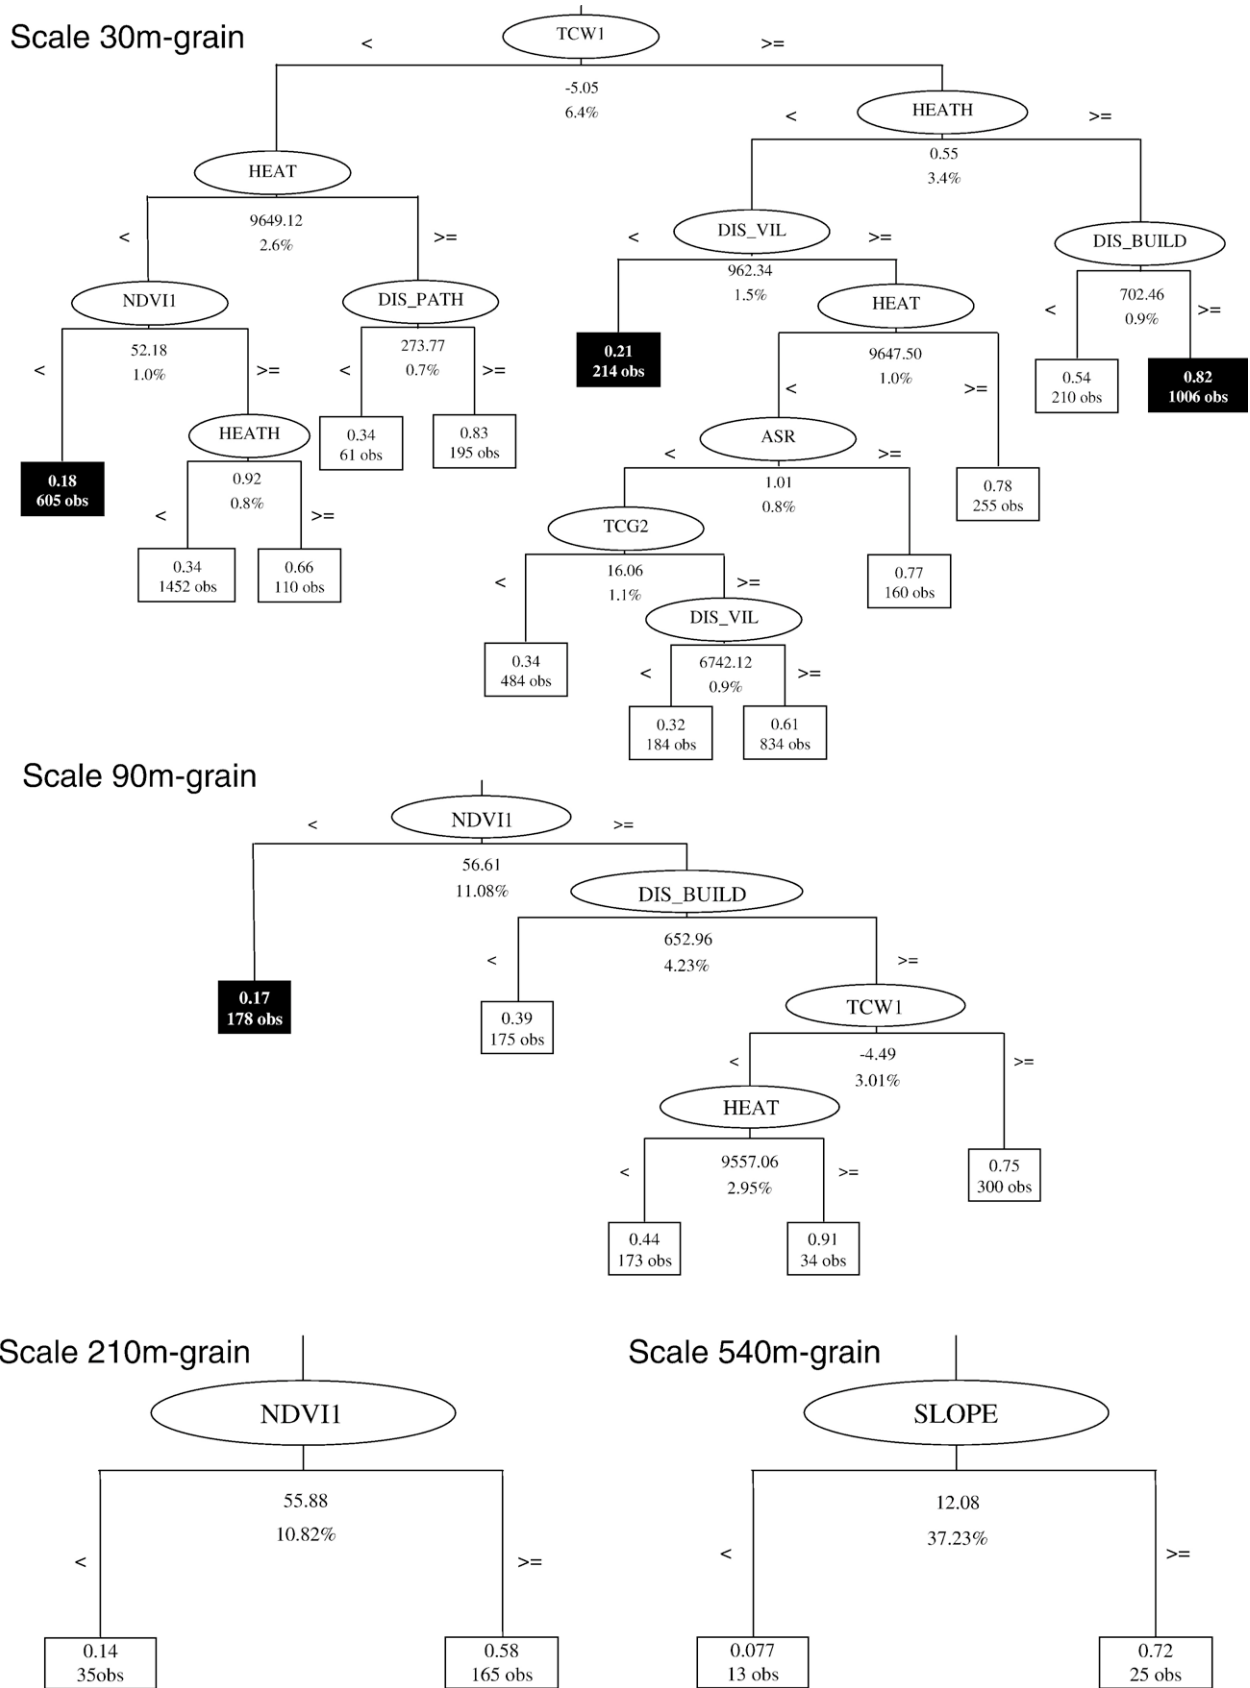 Scale 30m-grain
TCW1
< >=
-5.05
6.4%
HEATH
< >=
0.55
3.4%
HEAT
9649.12
2.6%
< >=
DIS_VIL
< >=
962.34
1.5%
DIS_BUILD
702.46
0.9%
< >=
NDVI1
52.18
1.0%
< >=
DIS_PATH
273.77
0.7%
< >=
HEAT
9647.50
1.0%
< >=
0.21
214 obs
0.54
210 obs
0.82
1006 obs
HEATH
0.92
0.8%
< >=
0.34
61 obs
0.83
195 obs
ASR
< >=
1.01
0.8%
0.18
605 obs
0.78
255 obs
TCG2
16.06
1.1%
< >=
0.34
1452 obs
0.66
110 obs
0.77
160 obs
DIS_VIL
6742.12
0.9%
< >=
0.34
484 obs
0.32
184 obs
0.61
834 obs
Scale 90m-grain
NDVI1
< >=
56.61
11.08%
DIS_BUILD
652.96
4.23%
< >=
0.17
178 obs
0.39
175 obs
TCW1
-4.49
3.01%
< >=
HEAT
9557.06
2.95%
< >=
0.75
300 obs
0.44
173 obs
0.91
34 obs
Scale 210m-grain
NDVI1
55.88
10.82%
< >=
0.14
35obs
0.58
165 obs
Scale 540m-grain
SLOPE
12.08
37.23%
< >=
0.077
13 obs
0.72
25 obs